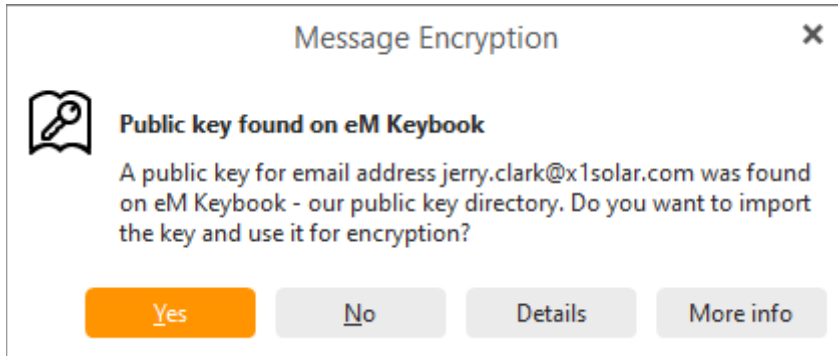 Message Encryption
Public key found on eM Keybook
A public key for email address jerry.clark@x1solar.com was found
on eM Keybook - our public key directory. Do you want to import
the key and use it for encryption?
Yes No Details More info